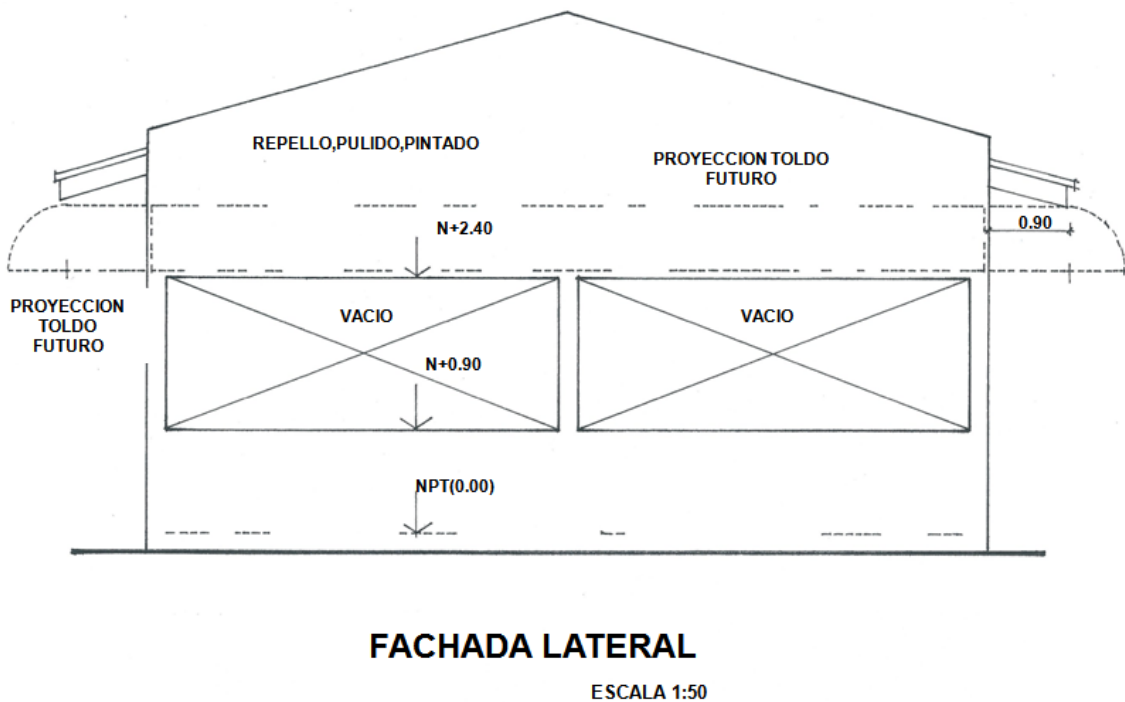 REPELLO,PULIDO,PINTADO
PROYECCION TOLDO
FUTURO
N+2.40
0.90
PROYECCION
TOLDO
FUTURO
VACIO
VACIO
N+0.90
NPT(0.00)
FACHADA LATERAL
ESCALA 1:50